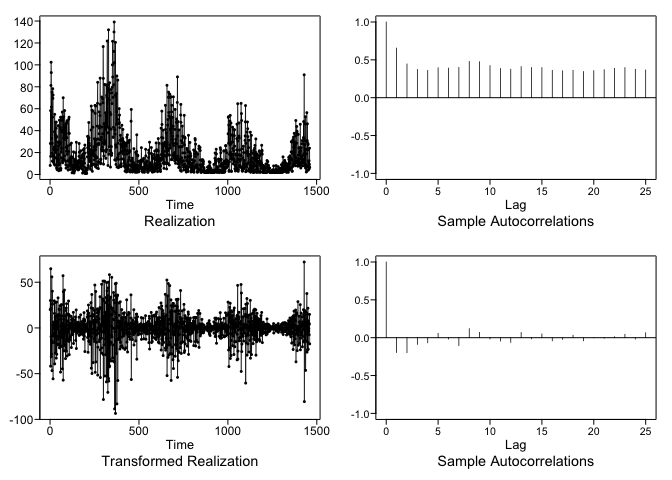 140
120
100
80
60
40
20
0
0 500 1000 1500
Time
Realization
1.0
0.5
0.0
-0.5
-1.0
0 5 10 15 20 25
Lag
Sample Autocorrelations
50
0
-50
-100
0 500 1000 1500
Time
Transformed Realization
1.0
0.5
0.0
-0.5
-1.0
0 5 10 15 20 25
Lag
Sample Autocorrelations